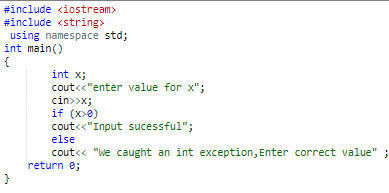 #include <iostream>
#include <string>
 using namespace std;
int main()
{
        int x;
        cout<<"enter value for x";
        cin>>x;
        if (x>0)
        cout<<"Input sucessful";
        else
        cout<< "We caught an int exception,Enter correct value" ;
    return 0;
}